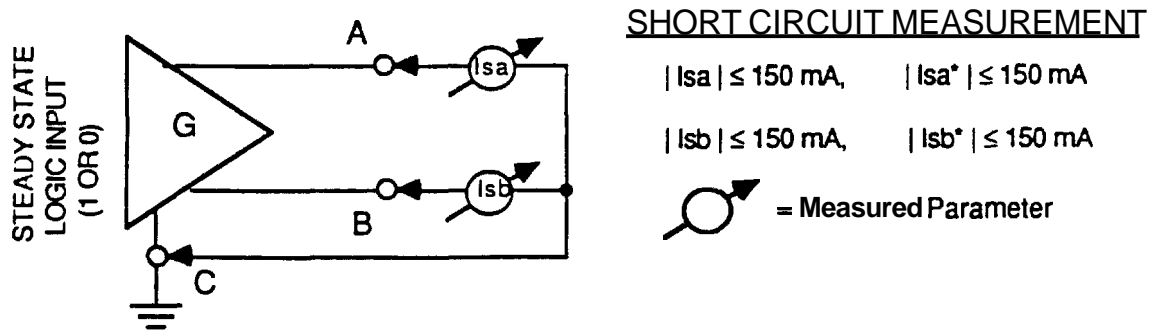 SHORT CIRCUIT MEASUREMENT
STEADY STATE
LOGIC INPUT
(1 OR 0)
G
A
Isa
B
Isb
C
| Isa | ≤ 150 mA, | Isa* | ≤ 150 mA
| Isb | ≤ 150 mA, | Isb* | ≤ 150 mA
= Measured Parameter